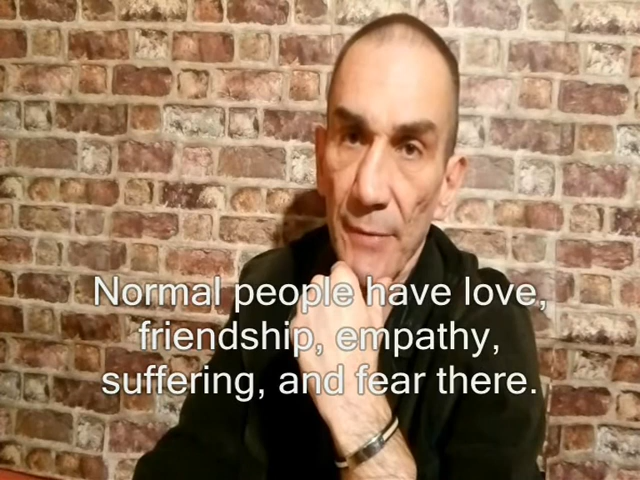 Normal people have love,
friendship, empathy,
suffering, and fear there.